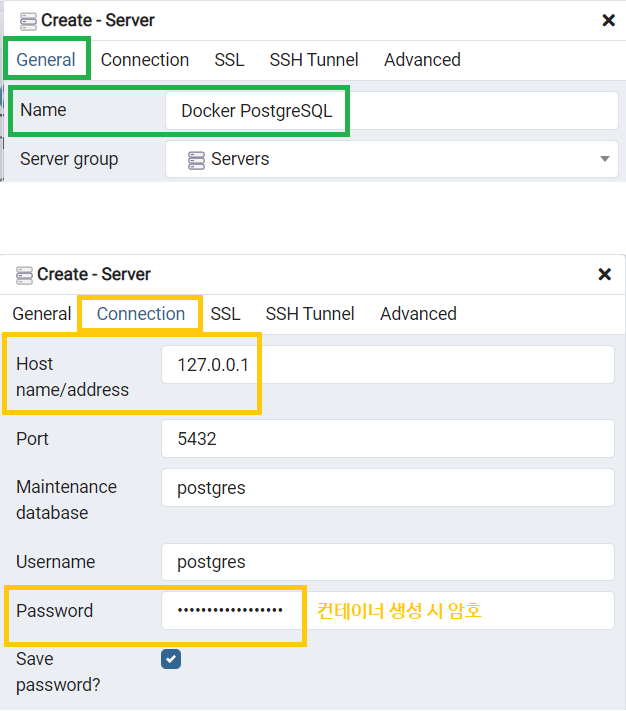 Create - Server
General Connection SSL SSH Tunnel Advanced
Name Docker PostgreSQL
Server group Servers
Create - Server
General Connection SSL SSH Tunnel Advanced
Host
name/address
127.0.0.1
Port 5432
Maintenance
database
postgres
Username postgres
Password •••••••••••••••••• 컨테이너 생성 시 암호
Save
password?